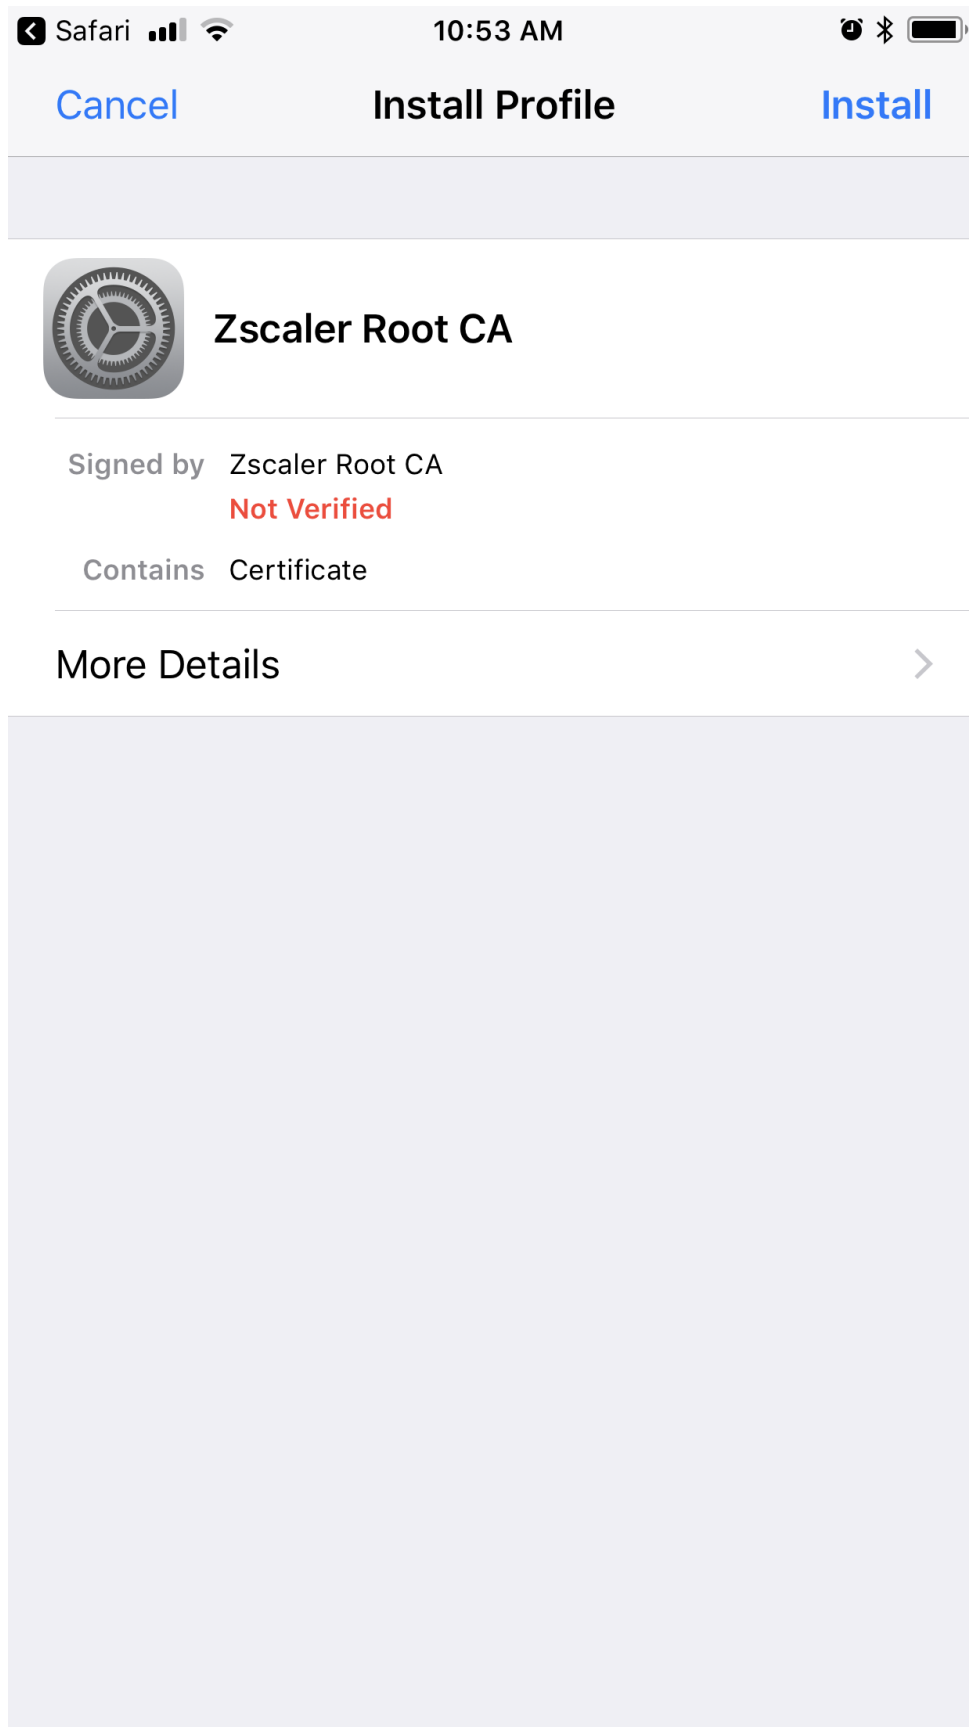 Safari 10:53 AM
Cancel Install Profile Install
Zscaler Root CA
Signed by Zscaler Root CA
Not Verified
Contains Certificate
More Details